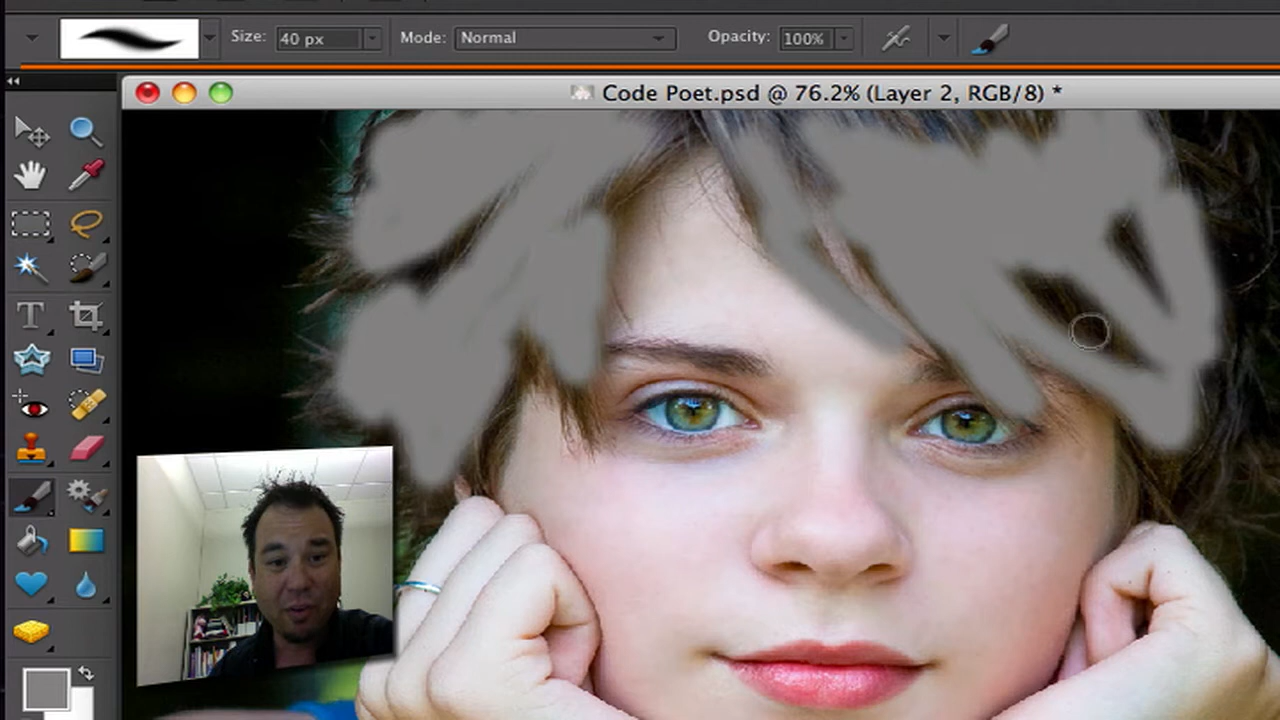 Size: 40 px Mode: Normal Opacity: 100%
Code Poet.psd @ 76.2% (Layer 2, RGB/8) *
T